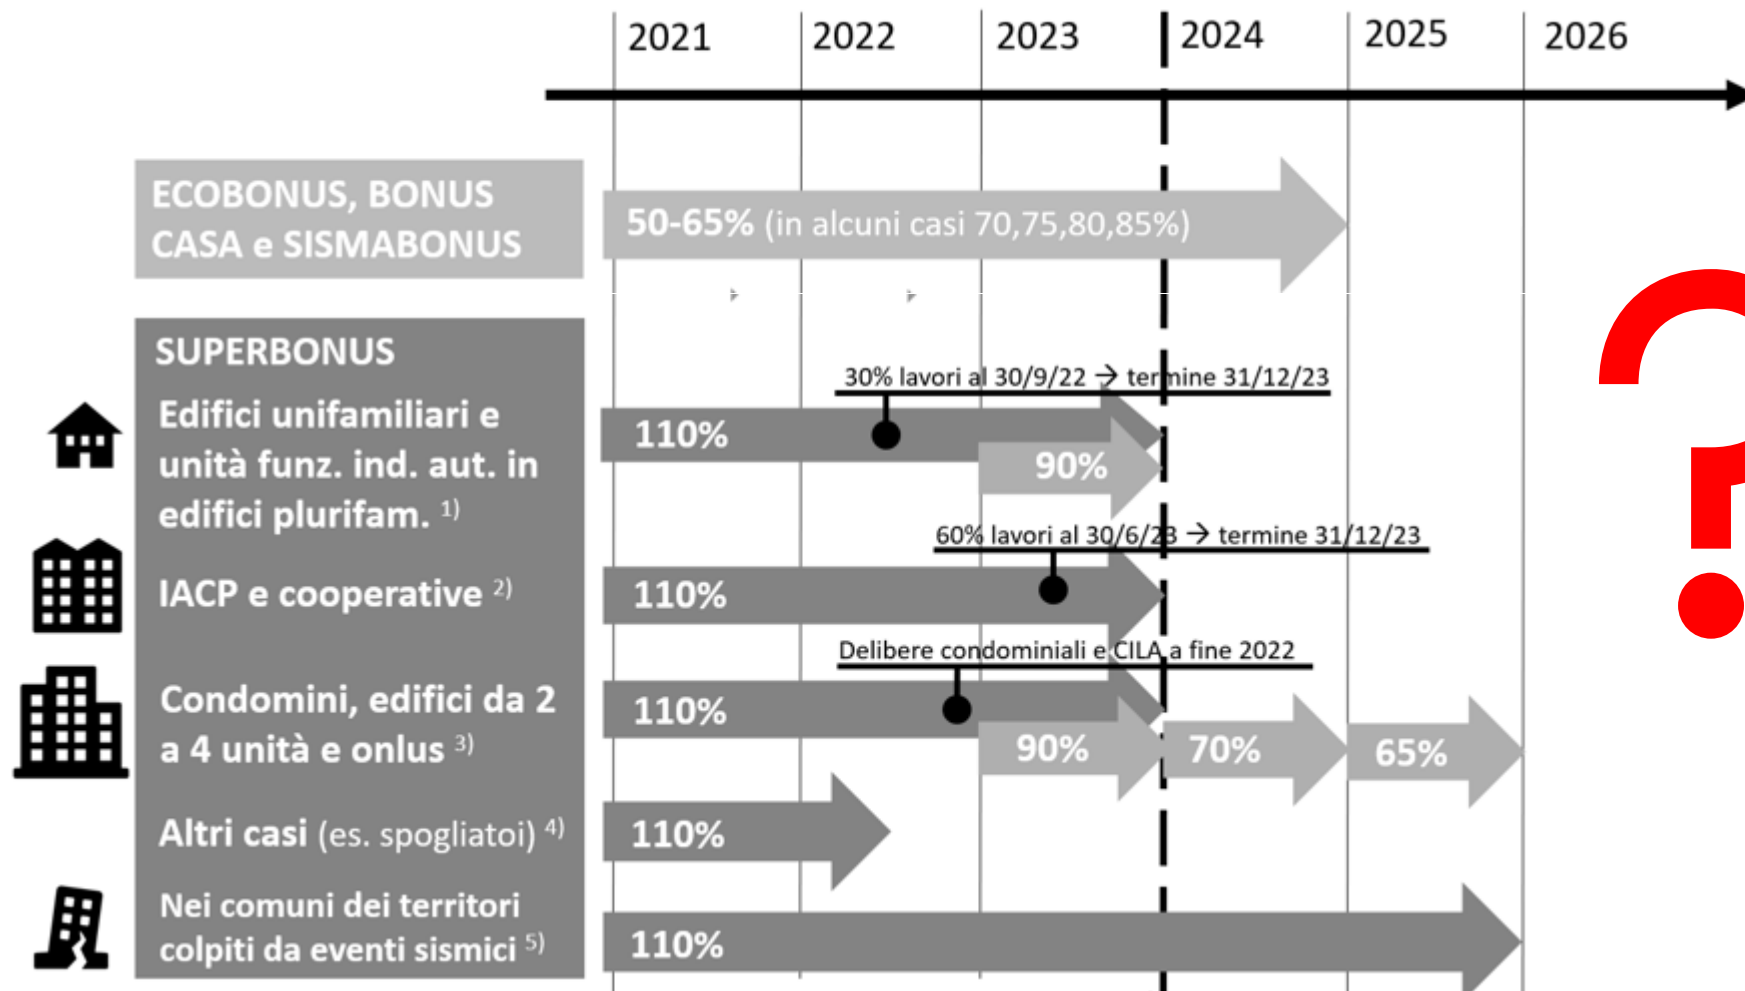 2021 2022 2023 2024 2025 2026
ECOBONUS, BONUS
CASA e SISMABONUS
50-65% (in alcuni casi 70,75,80,85%)
SUPERBONUS
30% lavori al 30/9/22 → termine 31/12/23
Edifici unifamiliari e
unità funz. ind. aut. in
edifici plurifam. 1)
110%
90%
60% lavori al 30/6/23 → termine 31/12/23
IACP e cooperative 2)
110%
Delibere condominiali e CILA a fine 2022
Condomini, edifici da 2
a 4 unità e onlus 3)
110%
90% 70% 65%
Altri casi (es. spogliatoi) 4)
110%
Nei comuni dei territori
colpiti da eventi sismici 5)
110%
?